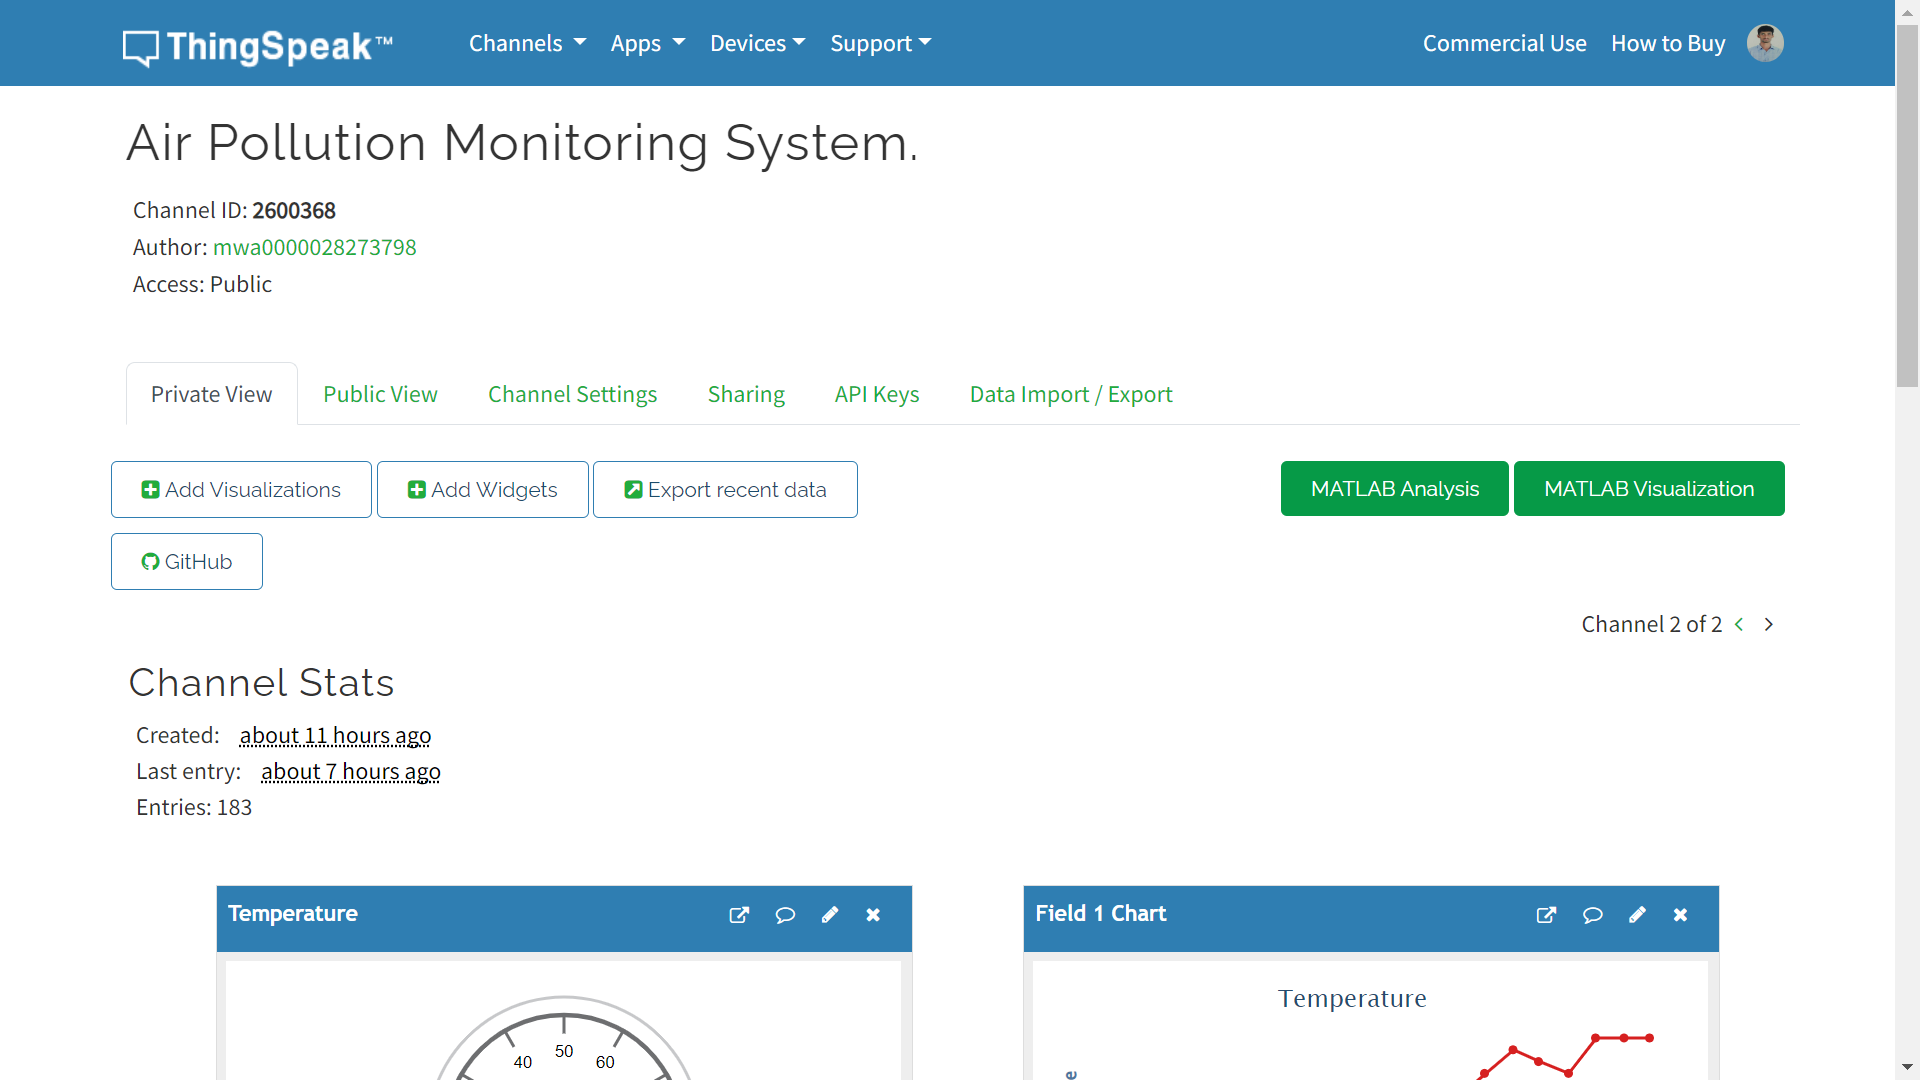 ThingSpeak™ Channels Apps Devices Support Commercial Use How to Buy
Air Pollution Monitoring System.
Channel ID: 2600368
Author: mwa0000028273798
Access: Public
Private View Public View Channel Settings Sharing API Keys Data Import / Export
Add Visualizations Add Widgets Export recent data MATLAB Analysis MATLAB Visualization
GitHub
Channel 2 of 2 < >
Channel Stats
Created: about 11 hours ago
Last entry: about 7 hours ago
Entries: 183
Temperature
Field 1 Chart
40 50 60
Temperature